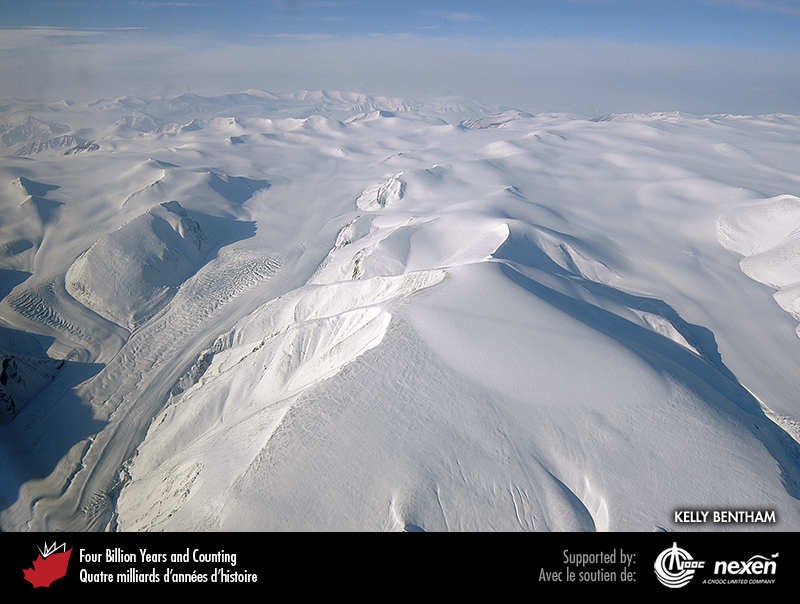 KELLY BENTHAM
Four Billion Years and Counting
Quatre milliards d'années d'histoire
Supported by:
Avec le soutien de:
CNOOC
nexen
A CNOOC LIMITED COMPANY